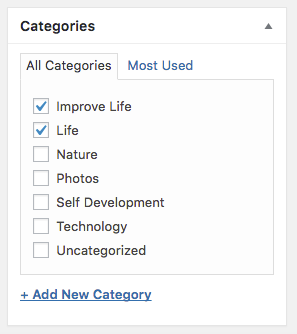 Categories
All Categories Most Used
Improve Life
Life
Nature
Photos
Self Development
Technology
Uncategorized
+ Add New Category